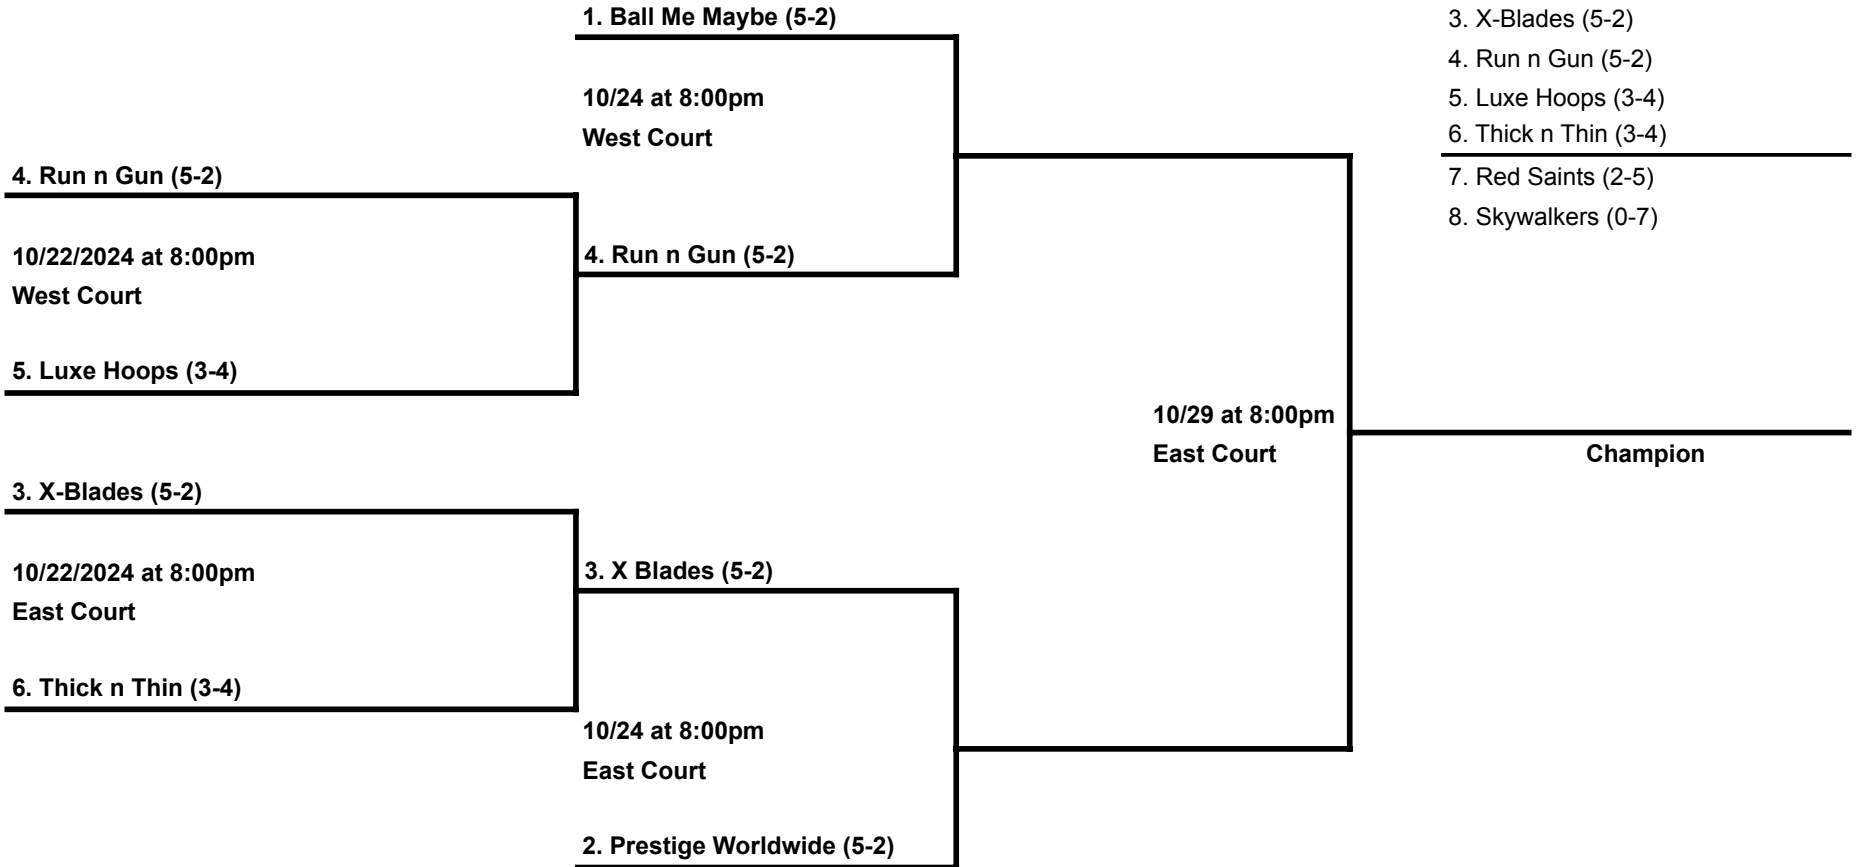 1. Ball Me Maybe (5-2)
3. X-Blades (5-2)
4. Run n Gun (5-2)
10/24 at 8:00pm
5. Luxe Hoops (3-4)
West Court
6. Thick n Thin (3-4)
4. Run n Gun (5-2)
7. Red Saints (2-5)
8. Skywalkers (0-7)
10/22/2024 at 8:00pm
4. Run n Gun (5-2)
West Court
5. Luxe Hoops (3-4)
10/29 at 8:00pm
East Court
Champion
3. X-Blades (5-2)
10/22/2024 at 8:00pm
3. X Blades (5-2)
East Court
6. Thick n Thin (3-4)
10/24 at 8:00pm
East Court
2. Prestige Worldwide (5-2)